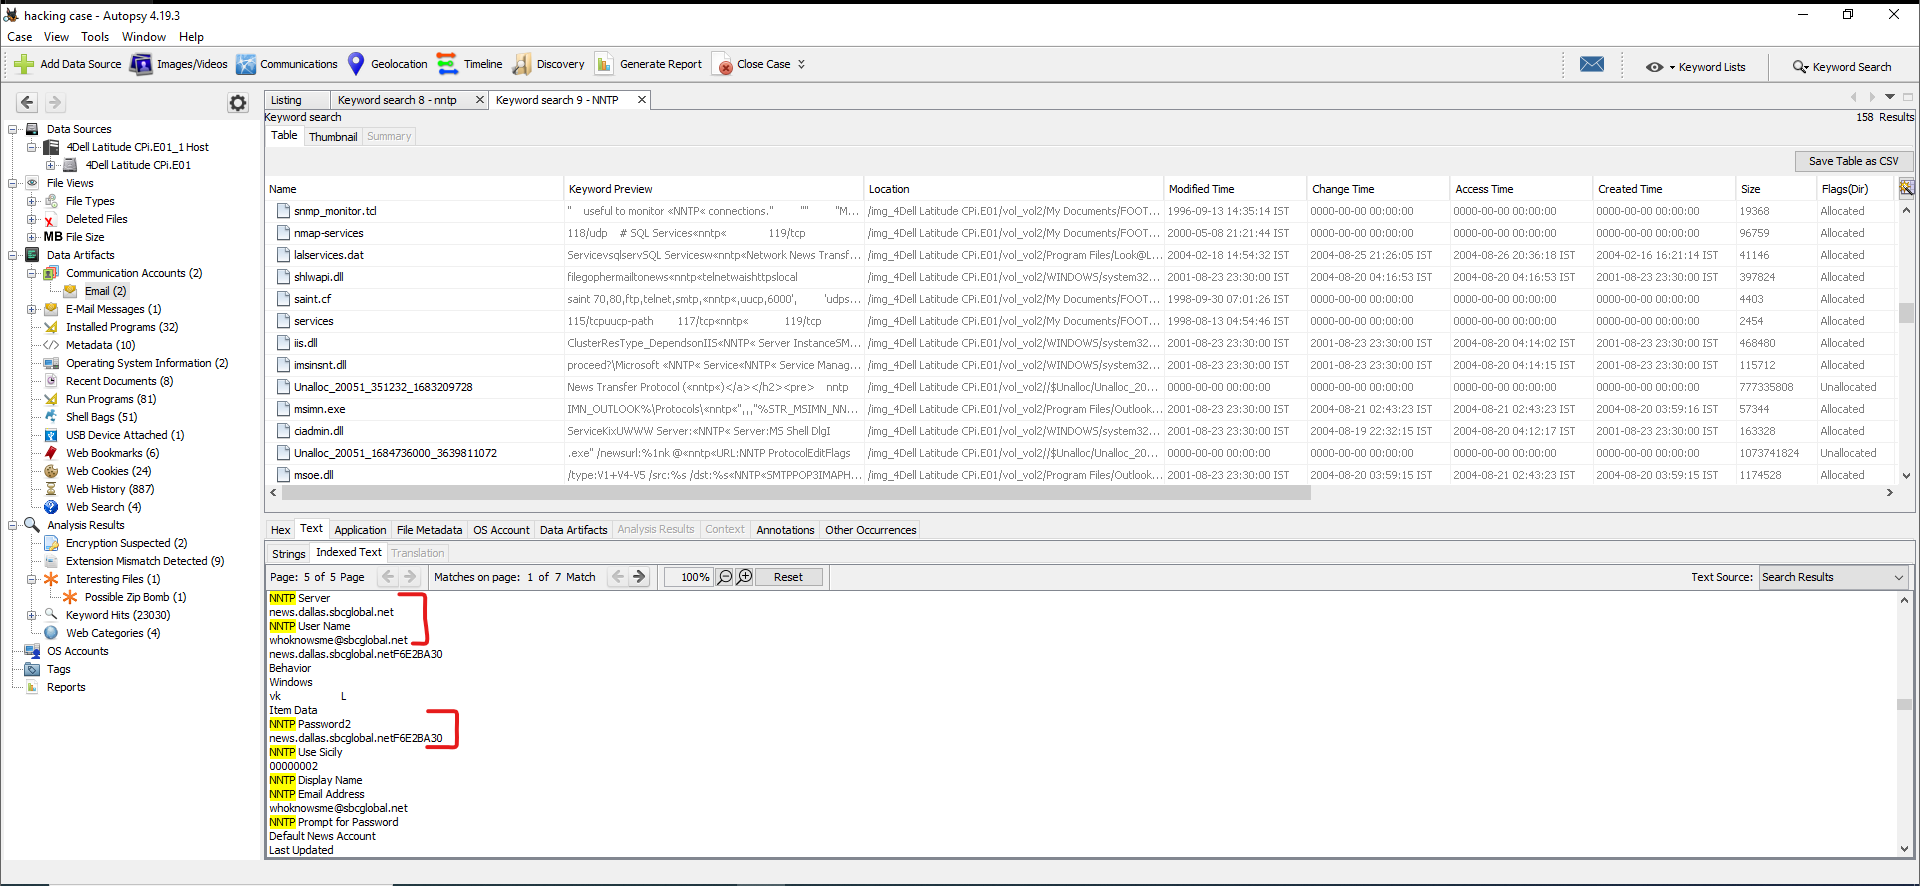 hacking case - Autopsy 4.19.3
Case View Tools Window Help
Add Data Source Images/Videos Communications Geolocation Timeline Discovery Generate Report Close Case Keyword Lists Keyword Search
Data Sources
4Dell Latitude CPi.E01_1 Host
4Dell Latitude CPi.E01
File Views
File Types
Deleted Files
MB File Size
Data Artifacts
Communication Accounts (2)
Email (2)
E-Mail Messages (1)
Installed Programs (32)
Metadata (10)
Operating System Information (2)
Recent Documents (8)
Run Programs (81)
Shell Bags (51)
USB Device Attached (1)
Web Bookmarks (6)
Web Cookies (24)
Web History (887)
Web Search (4)
Analysis Results
Encryption Suspected (2)
Extension Mismatch Detected (9)
Interesting Files (1)
Possible Zip Bomb (1)
Keyword Hits (23030)
Web Categories (4)
OS Accounts
Tags
Reports
Listing Keyword search 8 - nntp Keyword search 9 - NNTP
Keyword search
158 Results
Table Thumbnail Summary
Save Table as CSV
Name Keyword Preview Location Modified Time Change Time Access Time Created Time Size Flags(Dir)
snmp_monitor.tcl " useful to monitor «NNTP« connections." "" "M... /img_4Dell Latitude CPi.E01/vol_vol2/My Documents/FOOT... 1996-09-13 14:35:14 IST 0000-00-00 00:00:00 0000-00-00 00:00:00 0000-00-00 00:00:00 19368 Allocated
nmap-services 118/udp # SQL Services«nntp« 119/tcp /img_4Dell Latitude CPi.E01/vol_vol2/My Documents/FOOT... 2000-05-08 21:21:44 IST 0000-00-00 00:00:00 0000-00-00 00:00:00 0000-00-00 00:00:00 96759 Allocated
lalservices.dat Servicevsqlserv​SQL Servicesw«nntp«Network News Transf... /img_4Dell Latitude CPi.E01/vol_vol2/Program Files/Look@L... 2004-02-18 14:54:32 IST 2004-08-25 21:26:05 IST 2004-08-26 20:36:18 IST 2004-02-16 16:21:14 IST 41146 Allocated
shlwapi.dll filegophermailtonews«nntp«telnetwaishttpslocal /img_4Dell Latitude CPi.E01/vol_vol2/WINDOWS/system32... 2001-08-23 23:30:00 IST 2004-08-20 04:16:53 IST 2004-08-20 04:16:53 IST 2001-08-23 23:30:00 IST 397824 Allocated
saint.cf saint 70,80,ftp,telnet,smtp,«nntp«,uucp,6000', 'udps... /img_4Dell Latitude CPi.E01/vol_vol2/My Documents/FOOT... 1998-09-30 07:01:26 IST 0000-00-00 00:00:00 0000-00-00 00:00:00 0000-00-00 00:00:00 4403 Allocated
services 115/tcpuucp-path 117/tcp«nntp« 119/tcp /img_4Dell Latitude CPi.E01/vol_vol2/My Documents/FOOT... 1998-08-13 04:54:46 IST 0000-00-00 00:00:00 0000-00-00 00:00:00 0000-00-00 00:00:00 2454 Allocated
iis.dll ClusterResType_DependsonIIS«NNTP« Server InstanceSM... /img_4Dell Latitude CPi.E01/vol_vol2/WINDOWS/system32... 2001-08-23 23:30:00 IST 2001-08-23 23:30:00 IST 2004-08-20 04:14:02 IST 2001-08-23 23:30:00 IST 468480 Allocated
imsinsnt.dll proceed?\Microsoft «NNTP« Service«NNTP« Service Manag... /img_4Dell Latitude CPi.E01/vol_vol2/WINDOWS/system32... 2001-08-23 23:30:00 IST 2001-08-23 23:30:00 IST 2004-08-20 04:14:15 IST 2001-08-23 23:30:00 IST 115712 Allocated
Unalloc_20051_351232_1683209728 News Transfer Protocol («nntp«)</a></h2><pre> nntp /img_4Dell Latitude CPi.E01/vol_vol2//$Unalloc/Unalloc_20... 0000-00-00 00:00:00 0000-00-00 00:00:00 0000-00-00 00:00:00 0000-00-00 00:00:00 777335808 Unallocated
msimn.exe IMN_OUTLOOK%\Protocols\«nntp«",,,"%STR_MSIMN_NN... /img_4Dell Latitude CPi.E01/vol_vol2/Program Files/Outlook... 2001-08-23 23:30:00 IST 2004-08-21 02:43:23 IST 2004-08-21 02:43:23 IST 2004-08-20 03:59:16 IST 57344 Allocated
ciadmin.dll ServiceKixUWWW Server:«NNTP« Server:MS Shell DlgI /img_4Dell Latitude CPi.E01/vol_vol2/WINDOWS/system32... 2001-08-23 23:30:00 IST 2004-08-19 22:32:15 IST 2004-08-20 04:12:17 IST 2001-08-23 23:30:00 IST 163328 Allocated
Unalloc_20051_1684736000_3639811072 .exe" /newsurl:%1nk @«nntp«URL:NNTP ProtocolEditFlags /img_4Dell Latitude CPi.E01/vol_vol2//$Unalloc/Unalloc_20... 0000-00-00 00:00:00 0000-00-00 00:00:00 0000-00-00 00:00:00 0000-00-00 00:00:00 1073741824 Unallocated
msoe.dll /type:V1+V4-V5 /src:%s /dst:%s«NNTP«SMTPPOP3IMAPH... /img_4Dell Latitude CPi.E01/vol_vol2/Program Files/Outlook... 2001-08-23 23:30:00 IST 2004-08-20 03:59:15 IST 2004-08-21 02:43:23 IST 2004-08-20 03:59:15 IST 1174528 Allocated
Hex Text Application File Metadata OS Account Data Artifacts Analysis Results Context Annotations Other Occurrences
Strings Indexed Text Translation
Page: 5 of 5 Page Matches on page: 1 of 7 Match 100% Reset Text Source: Search Results
NNTP Server
news.dallas.sbcglobal.net
NNTP User Name
whoknowsme@sbcglobal.net
news.dallas.sbcglobal.netF6E2BA30
Behavior
Windows
vk L
Item Data
NNTP Password2
news.dallas.sbcglobal.netF6E2BA30
NNTP Use Sicily
00000002
NNTP Display Name
NNTP Email Address
whoknowsme@sbcglobal.net
NNTP Prompt for Password
Default News Account
Last Updated